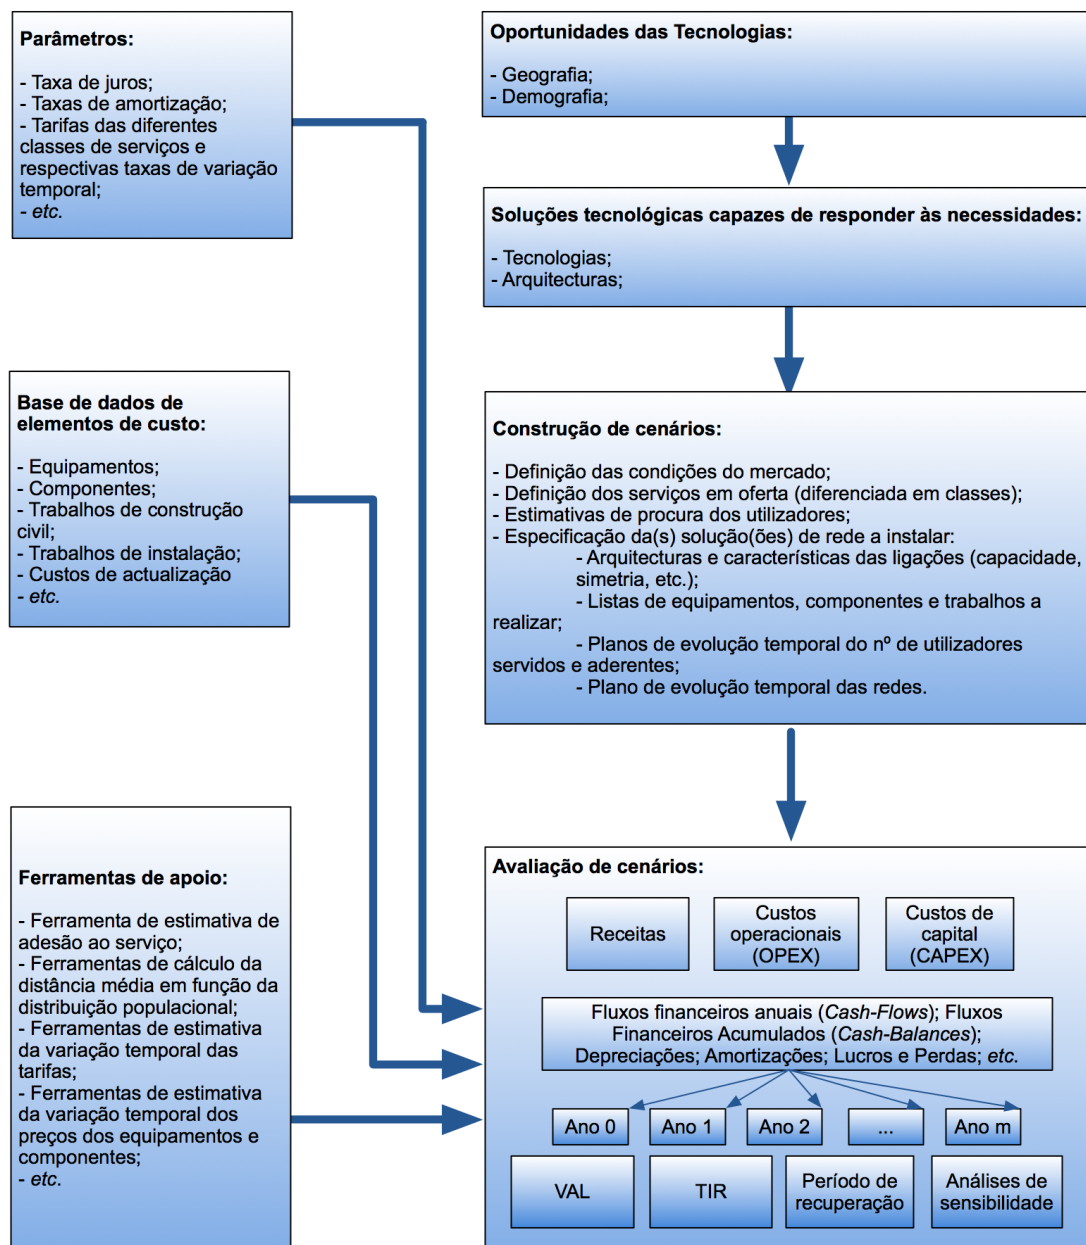 Parâmetros:
- Taxa de juros;
- Taxas de amortização;
- Tarifas das diferentes
classes de serviços e
respectivas taxas de variação
temporal;
- etc.
Oportunidades das Tecnologias:
- Geografia;
- Demografia;
Soluções tecnológicas capazes de responder às necessidades:
- Tecnologias;
- Arquitecturas;
Base de dados de
elementos de custo:
- Equipamentos;
- Componentes;
- Trabalhos de construção
civil;
- Trabalhos de instalação;
- Custos de actualização
- etc.
Construção de cenários:
- Definição das condições do mercado;
- Definição dos serviços em oferta (diferenciada em classes);
- Estimativas de procura dos utilizadores;
- Especificação da(s) solução(ões) de rede a instalar:
- Arquitecturas e características das ligações (capacidade,
simetria, etc.);
- Listas de equipamentos, componentes e trabalhos a
realizar;
- Planos de evolução temporal do nº de utilizadores
servidos e aderentes;
- Plano de evolução temporal das redes.
Ferramentas de apoio:
- Ferramenta de estimativa de
adesão ao serviço;
- Ferramentas de cálculo da
distância média em função da
distribuição populacional;
- Ferramentas de estimativa
da variação temporal das
tarifas;
- Ferramentas de estimativa
da variação temporal dos
preços dos equipamentos e
componentes;
- etc.
Avaliação de cenários:
Receitas
Custos
operacionais
(OPEX)
Custos de
capital
(CAPEX)
Fluxos financeiros anuais (Cash-Flows); Fluxos
Financeiros Acumulados (Cash-Balances);
Depreciações; Amortizações; Lucros e Perdas; etc.
Ano 0
Ano 1
Ano 2
...
Ano m
VAL
TIR
Período de
recuperação
Análises de
sensibilidade